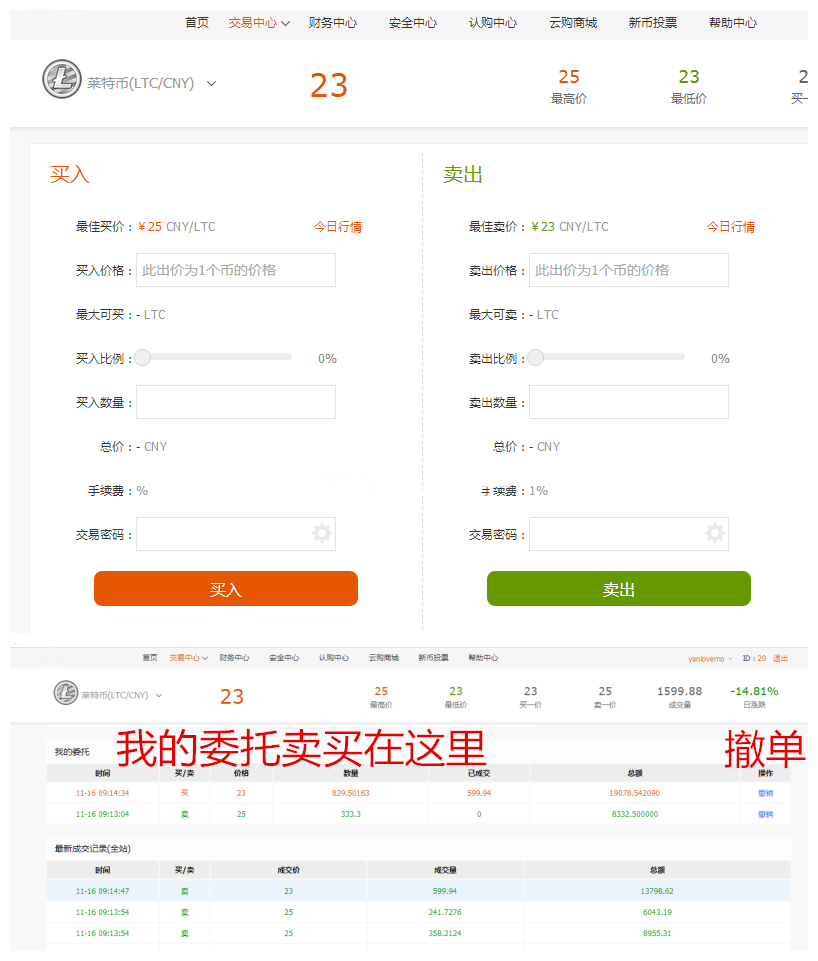 首页 交易中心 财务中心 安全中心 认购中心 云购商城 新币投票 帮助中心
莱特币(LTC/CNY) 23 25 23 2
最高价 最低价 买一
买入 卖出
最佳买价：￥25 CNY/LTC 今日行情 最佳卖价：￥23 CNY/LTC 今日行情
买入价格： 此出价为1个币的价格 卖出价格： 此出价为1个币的价格
最大可买：- LTC 最大可卖：- LTC
买入比例： 0% 卖出比例： 0%
买入数量： 卖出数量：
总价：- CNY 总价：- CNY
手续费：% 手续费：1%
交易密码： 交易密码：
买入 卖出
首页 交易中心 财务中心 安全中心 认购中心 云购商城 新币投票 帮助中心 yanlovemo ID：20 退出
莱特币(LTC/CNY) 23 25 23 23 25 1599.88 -14.81%
最高价 最低价 买一价 卖一价 成交量 日涨跌
我的委托 我的委托卖买在这里 撤单
时间 买/卖 价格 数量 已成交 总额 操作
11-16 09:14:34 买 23 829.50183 599.94 19078.542090 撤销
11-16 09:13:04 卖 25 333.3 0 8332.500000 撤销
最新成交记录(全站)
时间 买/卖 成交价 成交量 总额
11-16 09:14:47 卖 23 599.94 13798.62
11-16 09:13:54 卖 25 241.7276 6043.19
11-16 09:13:54 卖 25 358.2124 8955.31